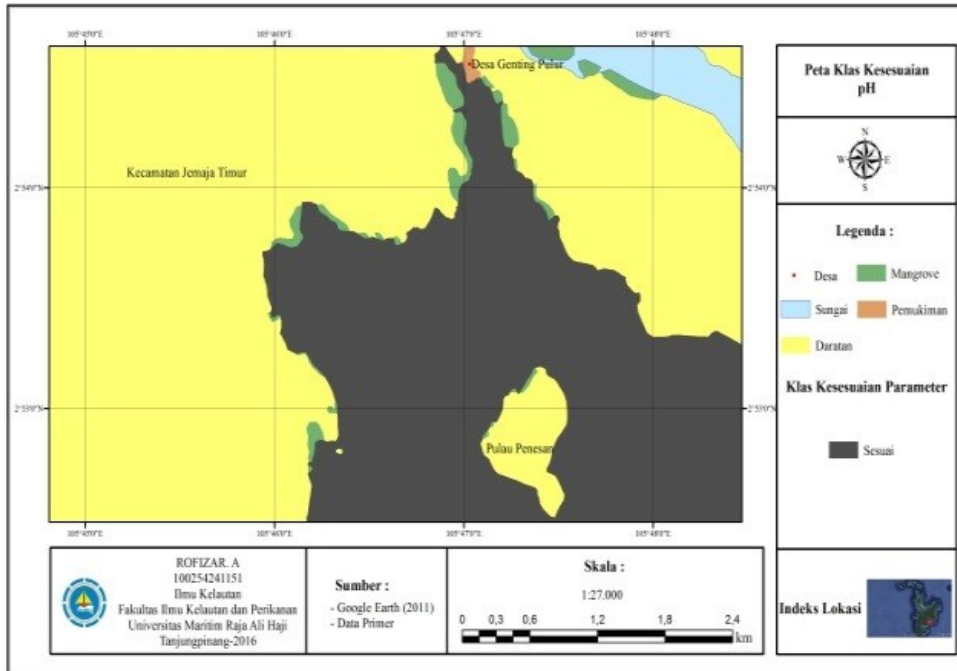 105°45'0"E 105°46'0"E 105°47'0"E 105°48'0"E
Desa Genting Pulur
Kecamatan Jemaja Timur
2°54'0"N 2°54'0"N
2°53'0"N 2°53'0"N
Pulau Penesan
105°45'0"E 105°46'0"E 105°47'0"E 105°48'0"E
Peta Klas Kesesuaian
pH
N
W E
S
Legenda :
Desa Mangrove
Sungai Pemukiman
Daratan
Klas Kesesuaian Parameter
Sesuai
Indeks Lokasi
ROFIZAR. A
100254241151
Ilmu Kelautan
Fakultas Ilmu Kelautan dan Perikanan
Universitas Maritim Raja Ali Haji
Tanjungpinang-2016
Sumber :
- Google Earth (2011)
- Data Primer
Skala :
1:27.000
0 0,3 0,6 1,2 1,8 2,4
km